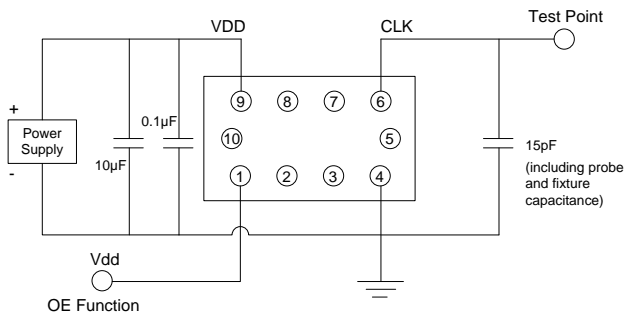 Test Point
VDD
CLK
+
Power
Supply
-
10µF
0.1µF
9
8
7
6
10
5
1
2
3
4
15pF
(including probe
and fixture
capacitance)
Vdd
OE Function